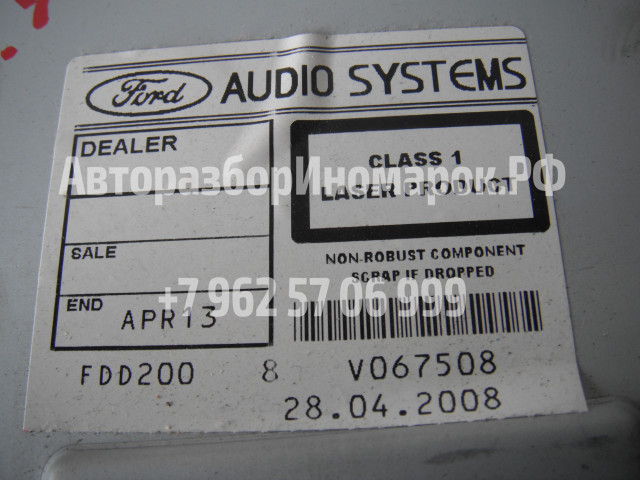 Ford AUDIO SYSTEMS
DEALER
CLASS 1
LASER PRODUCT
АвторазборИномарок.РФ
SALE
NON-ROBUST COMPONENT
SCRAP IF DROPPED
+7 962 57 06 999
END APR13
FDD200 8 V067508
28.04.2008